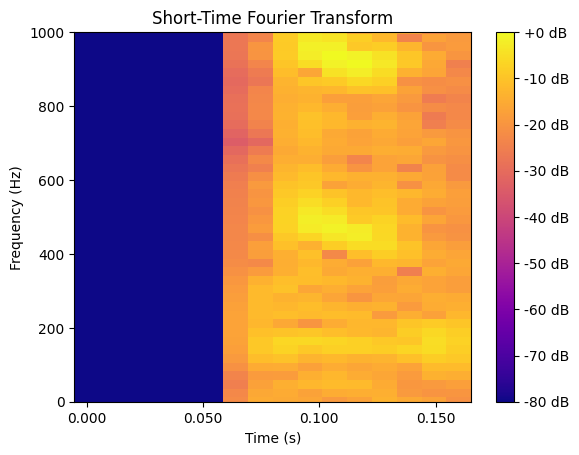 Short-Time Fourier Transform
1000
800
600
400
200
0
Frequency (Hz)
0.000
0.050
0.100
0.150
Time (s)
+0 dB
-10 dB
-20 dB
-30 dB
-40 dB
-50 dB
-60 dB
-70 dB
-80 dB